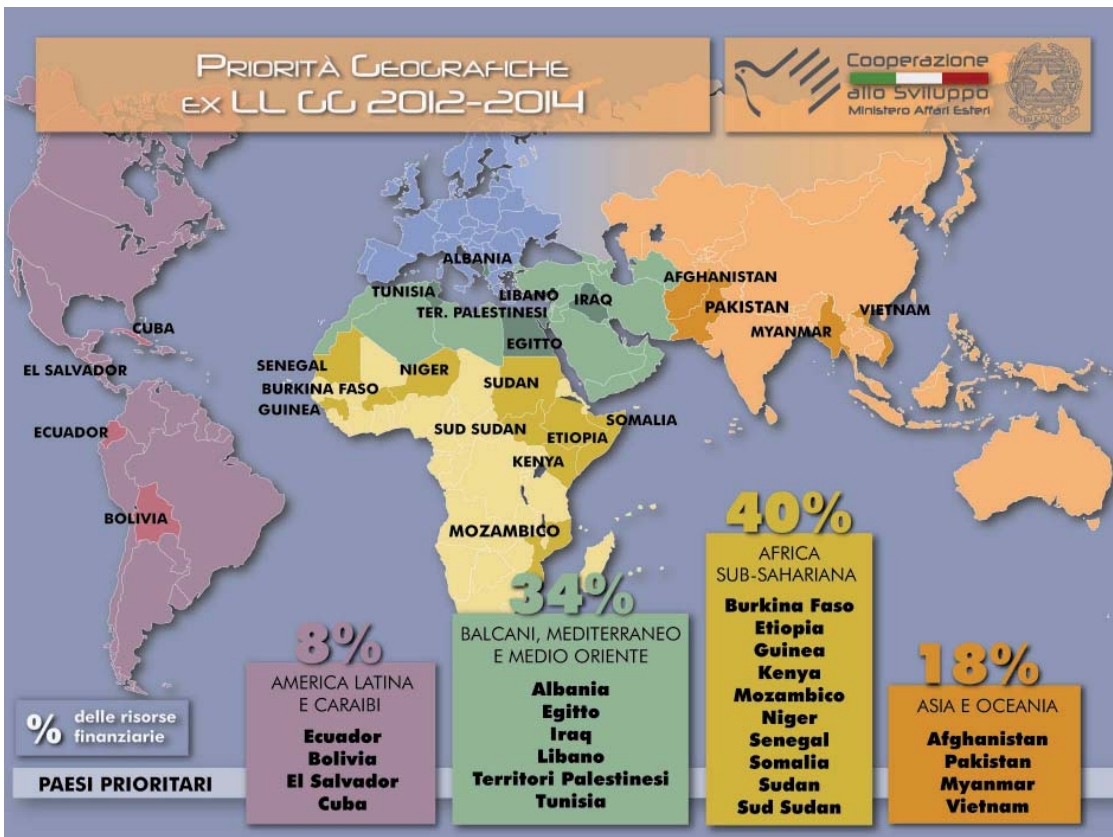 PRIORITÀ GEOGRAFICHE
EX LL GG 2012-2014
Cooperazione
allo Sviluppo
Ministero Affari Esteri
ALBANIA
TUNISIA
LIBANO
TER. PALESTINESI
IRAQ
EGITTO
AFGHANISTAN
PAKISTAN
MYANMAR
VIETNAM
CUBA
EL SALVADOR
ECUADOR
BOLIVIA
SENEGAL
NIGER
BURKINA FASO
GUINEA
SUDAN
SUD SUDAN
SOMALIA
ETIOPIA
KENYA
MOZAMBICO
8%
AMERICA LATINA
E CARAIBI
Ecuador
Bolivia
El Salvador
Cuba
34%
BALCANI, MEDITERRANEO
E MEDIO ORIENTE
Albania
Egitto
Iraq
Libano
Territori Palestinesi
Tunisia
40%
AFRICA
SUB-SAHARIANA
Burkina Faso
Etiopia
Guinea
Kenya
Mozambico
Niger
Senegal
Somalia
Sudan
Sud Sudan
18%
ASIA E OCEANIA
Afghanistan
Pakistan
Myanmar
Vietnam
% delle risorse
finanziarie
PAESI PRIORITARI